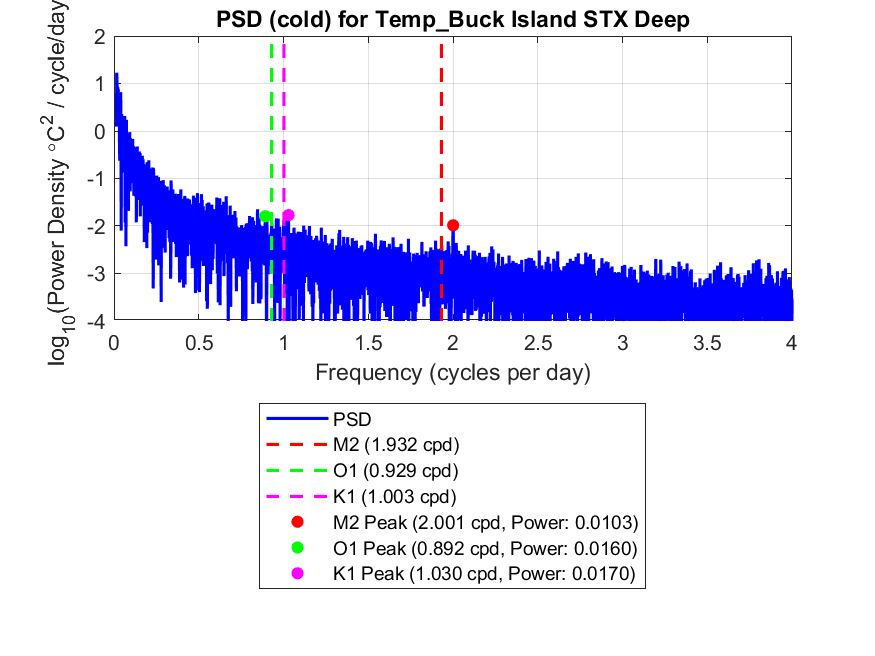 PSD (cold) for Temp_Buck Island STX Deep
log10(Power Density °C2 / cycle/day
2
1
0
-1
-2
-3
-4
0 0.5 1 1.5 2 2.5 3 3.5 4
Frequency (cycles per day)
PSD
M2 (1.932 cpd)
O1 (0.929 cpd)
K1 (1.003 cpd)
M2 Peak (2.001 cpd, Power: 0.0103)
O1 Peak (0.892 cpd, Power: 0.0160)
K1 Peak (1.030 cpd, Power: 0.0170)